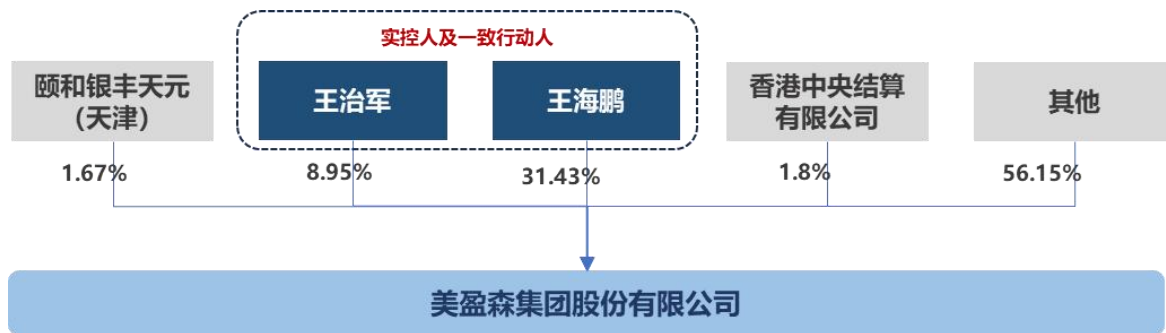 实控人及一致行动人
颐和银丰天元
（天津）
王治军
王海鹏
香港中央结算
有限公司
其他
1.67%
8.95%
31.43%
1.8%
56.15%
美盈森集团股份有限公司